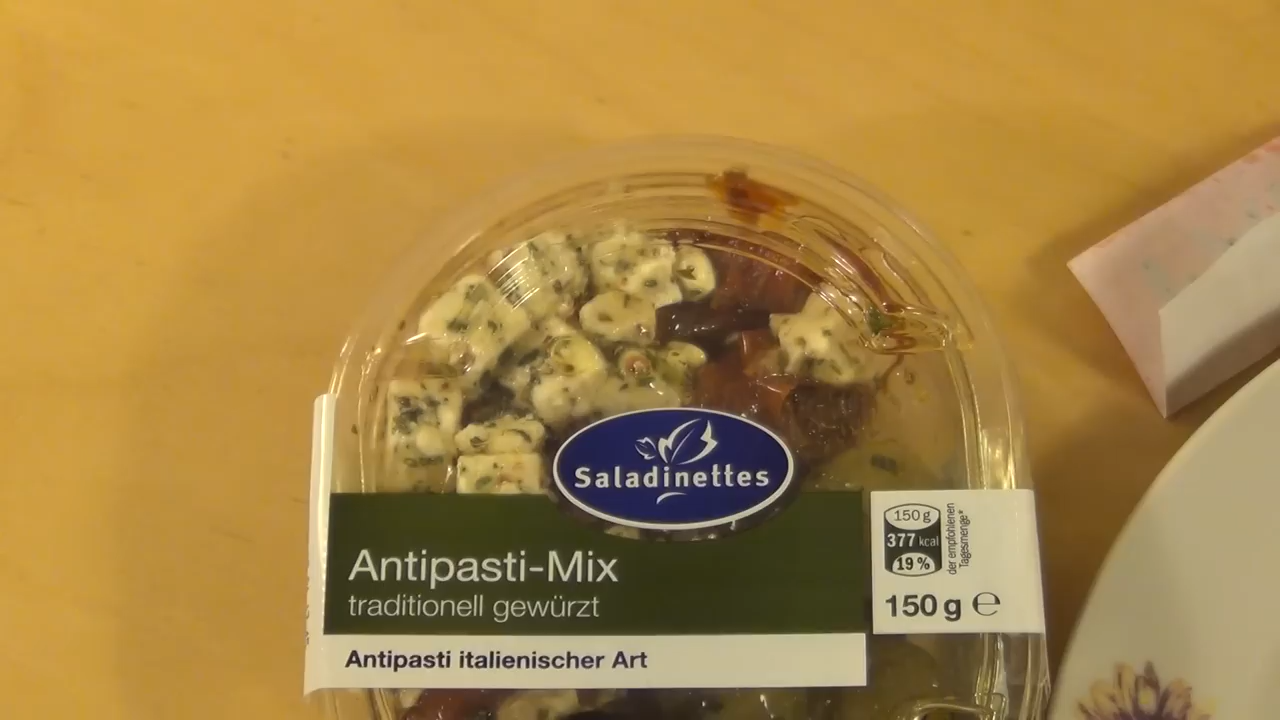 Saladinettes
Antipasti-Mix
traditionell gewürzt
Antipasti italienischer Art
150 g
377 kcal
19 %
der empfohlenen
Tagesmenge*
150 g ℮